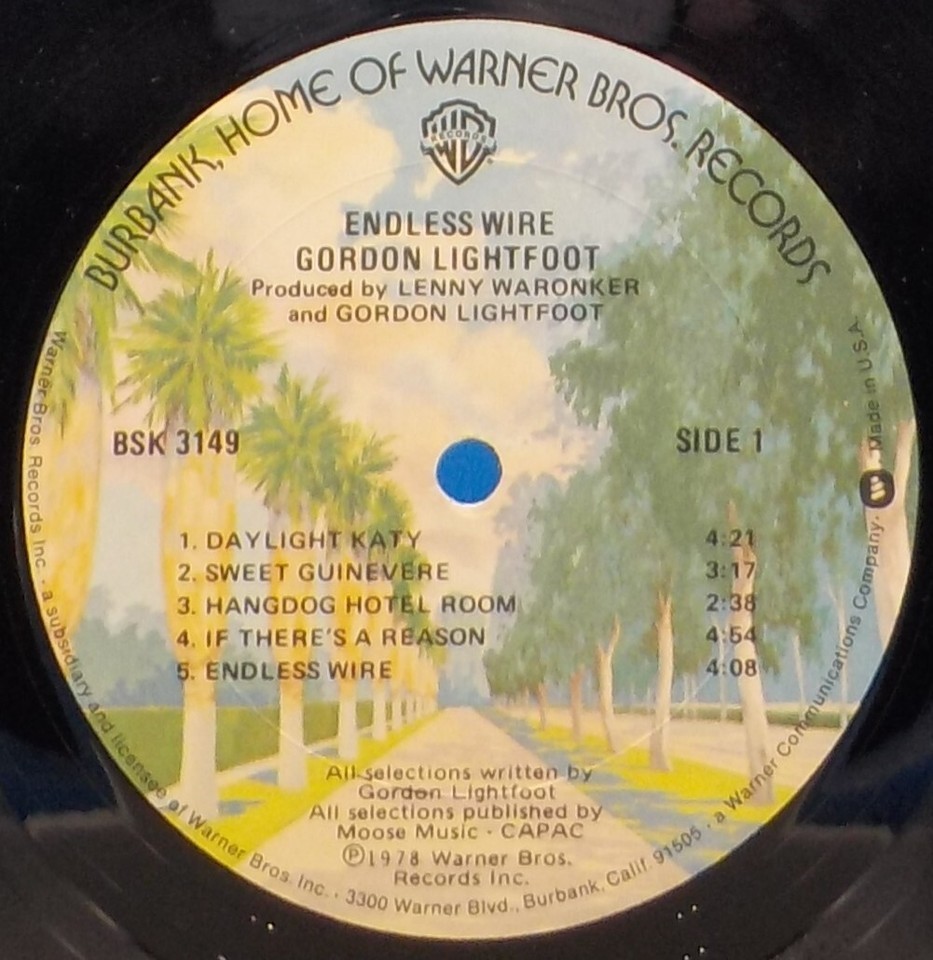 BURBANK, HOME OF WARNER BROS. RECORDS
RECORDS
ENDLESS WIRE
GORDON LIGHTFOOT
Produced by LENNY WARONKER
and GORDON LIGHTFOOT
BSK 3149
SIDE 1
1. DAYLIGHT KATY 4:21
2. SWEET GUINEVERE 3:17
3. HANGDOG HOTEL ROOM 2:38
4. IF THERE'S A REASON 4:54
5. ENDLESS WIRE 4:08
All selections written by
Gordon Lightfoot
All selections published by
Moose Music · CAPAC
℗1978 Warner Bros.
Records Inc.
Warner Bros. Records Inc. · a subsidiary and licensee of Warner Bros. Inc. · 3300 Warner Blvd., Burbank, Calif. 91505 · a Warner Communications Company. · Made in U.S.A.